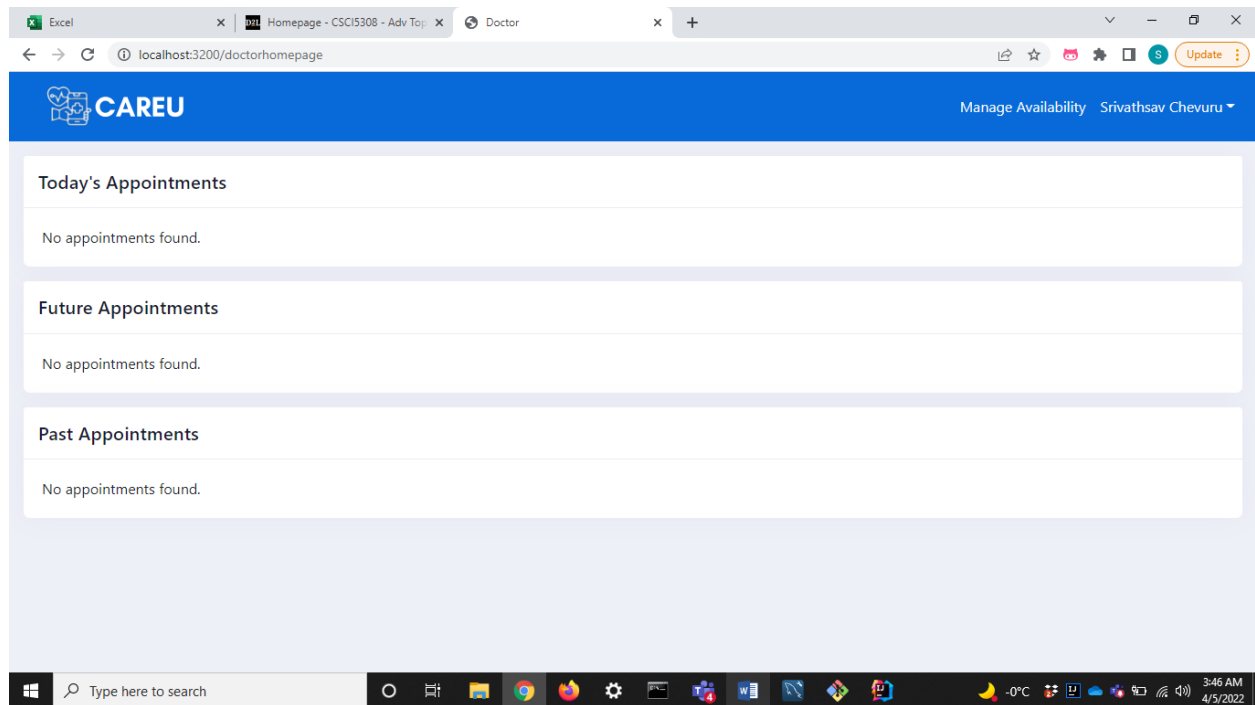 Excel
D2L Homepage - CSCI5308 - Adv Top
Doctor
localhost:3200/doctorhomepage
S
Update
CAREU
Manage Availability
Srivathsav Chevuru
Today's Appointments
No appointments found.
Future Appointments
No appointments found.
Past Appointments
No appointments found.
Type here to search
4
-0°C
3:46 AM
4/5/2022